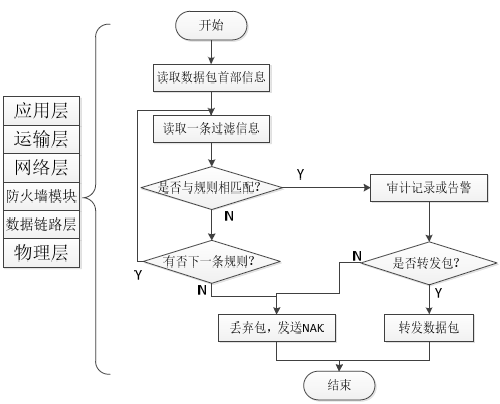 应用层
运输层
网络层
防火墙模块
数据链路层
物理层
开始
读取数据包首部信息
读取一条过滤信息
是否与规则相匹配？
Y
审计记录或告警
N
有否下一条规则？
Y
N
是否转发包？
N
Y
丢弃包，发送NAK
转发数据包
结束